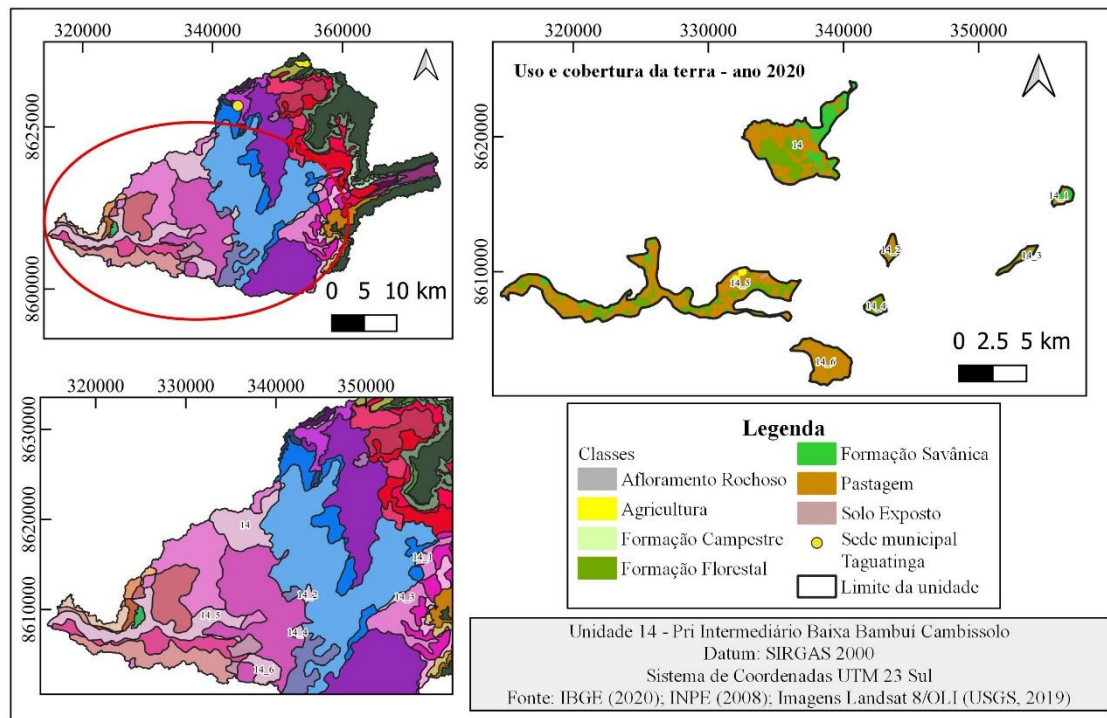 320000 340000 360000
8625000
8600000
0 5 10 km
320000 330000 340000 350000
Uso e cobertura da terra - ano 2020
8620000
8610000
14
14_1
14_2
14_3
14_5
14_4
14_6
0 2.5 5 km
320000 330000 340000 350000
8630000
8620000
8610000
14
14_1
14_2
14_3
14_5
14_4
14_6
Legenda
Classes
Afloramento Rochoso
Agricultura
Formação Campestre
Formação Florestal
Formação Savânica
Pastagem
Solo Exposto
Sede municipal
Taguatinga
Limite da unidade
Unidade 14 - Pri Intermediário Baixa Bambuí Cambissolo
Datum: SIRGAS 2000
Sistema de Coordenadas UTM 23 Sul
Fonte: IBGE (2020); INPE (2008); Imagens Landsat 8/OLI (USGS, 2019)